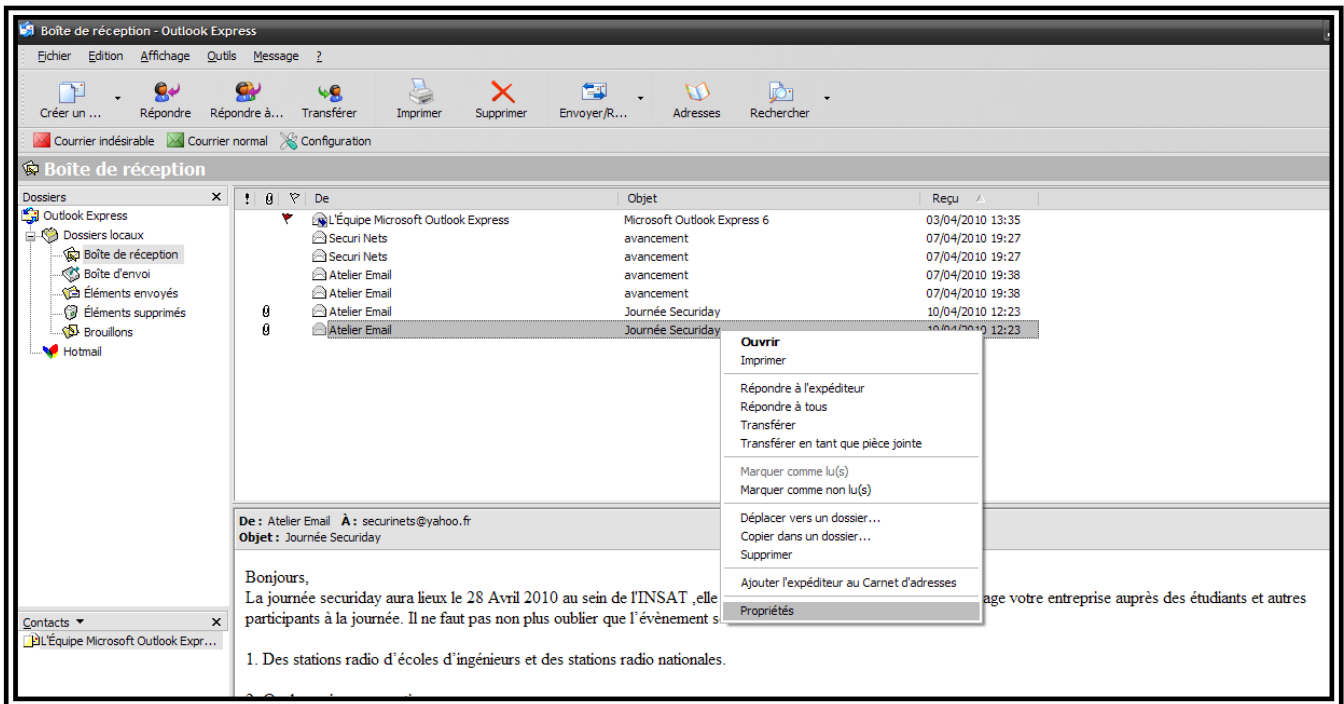 Boîte de réception - Outlook Express
Fichier Edition Affichage Outils Message ?
Créer un ... Répondre Répondre à... Transférer Imprimer Supprimer Envoyer/R... Adresses Rechercher
Courrier indésirable Courrier normal Configuration
Boîte de réception
Dossiers X
Outlook Express
Dossiers locaux
Boîte de réception
Boîte d'envoi
Éléments envoyés
Éléments supprimés
Brouillons
Hotmail
! De Objet Reçu
L'Équipe Microsoft Outlook Express Microsoft Outlook Express 6 03/04/2010 13:35
Securi Nets avancement 07/04/2010 19:27
Securi Nets avancement 07/04/2010 19:27
Atelier Email avancement 07/04/2010 19:38
Atelier Email avancement 07/04/2010 19:38
Atelier Email Journée Securiday 10/04/2010 12:23
Atelier Email Journée Securiday 10/04/2010 12:23
Ouvrir
Imprimer
Répondre à l'expéditeur
Répondre à tous
Transférer
Transférer en tant que pièce jointe
Marquer comme lu(s)
Marquer comme non lu(s)
Déplacer vers un dossier...
Copier dans un dossier...
Supprimer
Ajouter l'expéditeur au Carnet d'adresses
Propriétés
De : Atelier Email À : securinets@yahoo.fr
Objet : Journée Securiday
Bonjours,
La journée securiday aura lieux le 28 Avril 2010 au sein de l'INSAT ,elle age votre entreprise auprès des étudiants et autres
participants à la journée. Il ne faut pas non plus oublier que l'évènement s
1. Des stations radio d'écoles d'ingénieurs et des stations radio nationales.
Contacts X
L'Équipe Microsoft Outlook Expr...